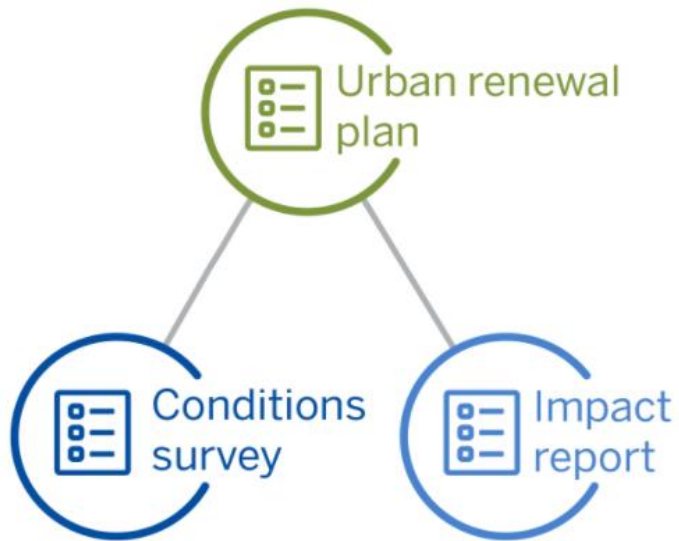 Urban renewal
plan
Conditions
survey
Impact
report